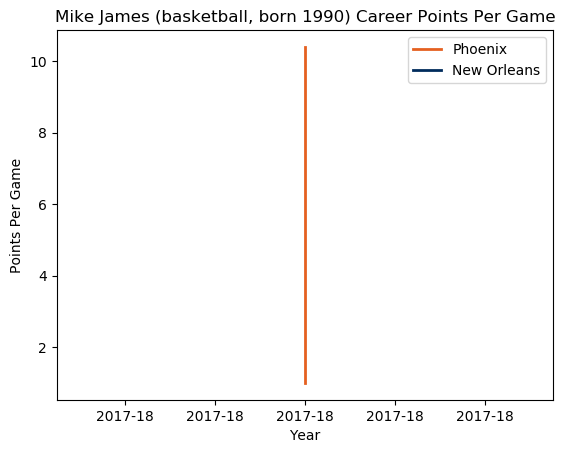 Mike James (basketball, born 1990) Career Points Per Game
Phoenix
New Orleans
10
8
6
4
2
Points Per Game
2017-18 2017-18 2017-18 2017-18 2017-18
Year